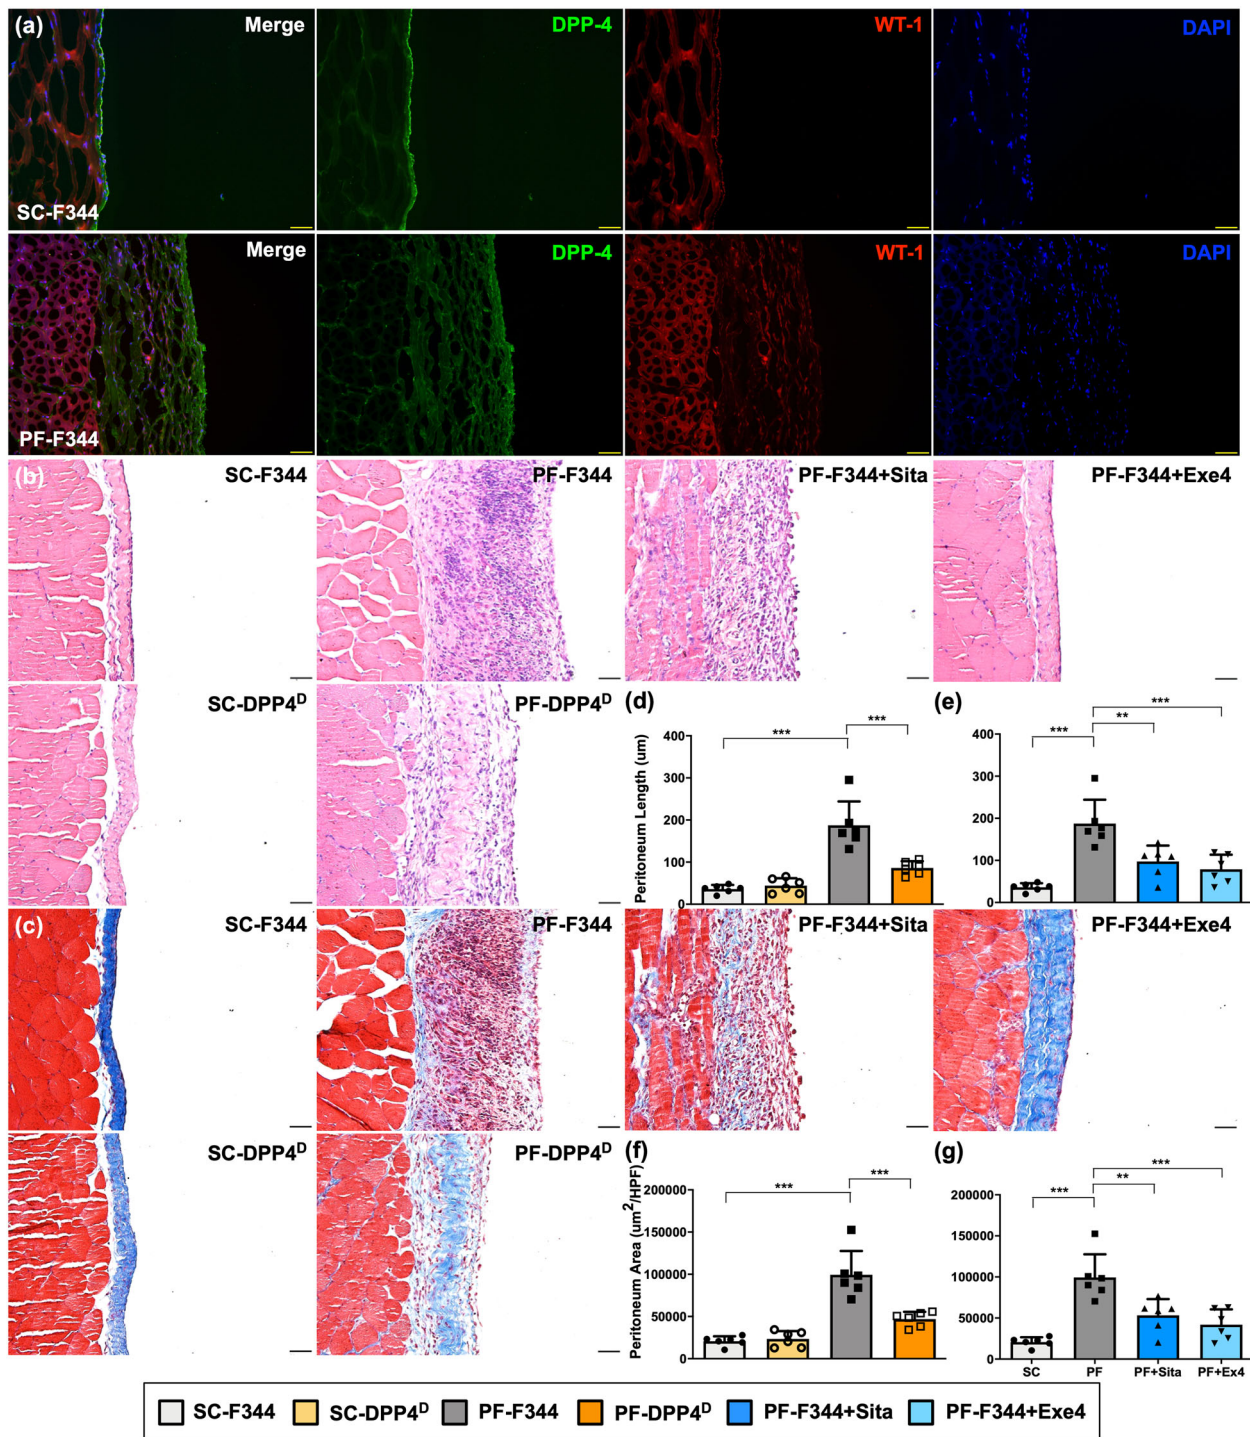 (a) Merge DPP-4 WT-1 DAPI
SC-F344
Merge DPP-4 WT-1 DAPI
PF-F344
(b) SC-F344 PF-F344 PF-F344+Sita PF-F344+Exe4
SC-DPP4ᴰ PF-DPP4ᴰ
(d)
Peritoneum Length (um)
400
300
200
100
0
*** ***
(e)
400
300
200
100
0
*** ** ***
(c) SC-F344 PF-F344 PF-F344+Sita PF-F344+Exe4
SC-DPP4ᴰ PF-DPP4ᴰ
(f)
Peritoneum Area (um²/HPF)
200000
150000
100000
50000
0
*** ***
(g)
200000
150000
100000
50000
0
*** ** ***
SC PF PF+Sita PF+Ex4
SC-F344 SC-DPP4ᴰ PF-F344 PF-DPP4ᴰ PF-F344+Sita PF-F344+Exe4